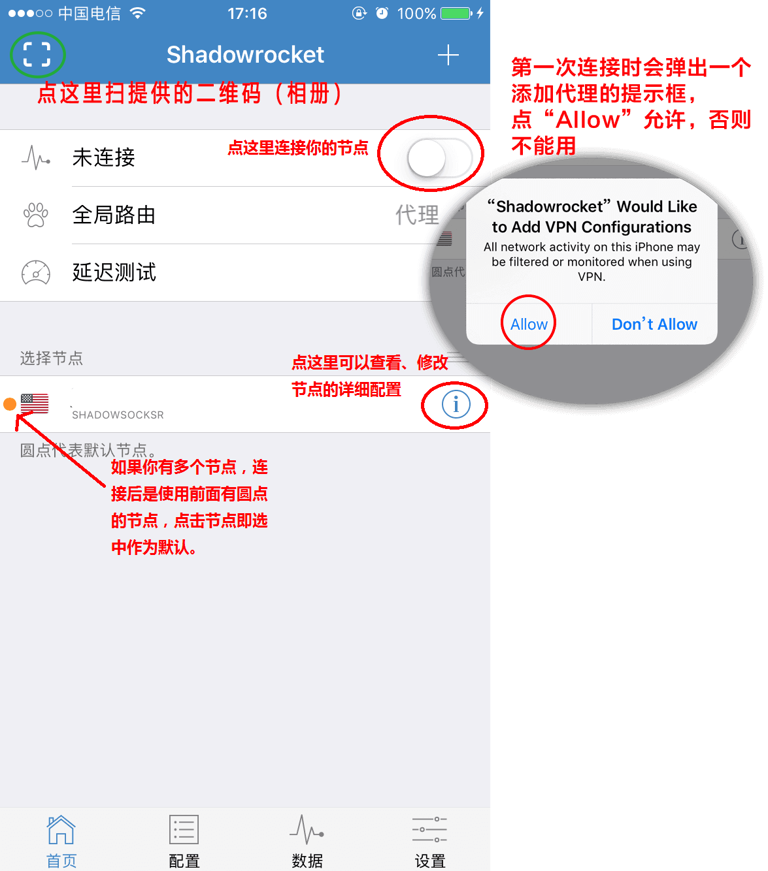 中国电信 17:16 100%
Shadowrocket
点这里扫提供的二维码（相册）
未连接
点这里连接你的节点
全局路由 代理
延迟测试
选择节点
点这里可以查看、修改
节点的详细配置
SHADOWSOCKSR
圆点代表默认节点。
如果你有多个节点，连
接后是使用前面有圆点
的节点，点击节点即选
中作为默认。
首页 配置 数据 设置
第一次连接时会弹出一个
添加代理的提示框，
点“Allow”允许，否则
不能用
“Shadowrocket” Would Like
to Add VPN Configurations
All network activity on this iPhone may
be filtered or monitored when using
VPN.
圆点代
Allow Don’t Allow